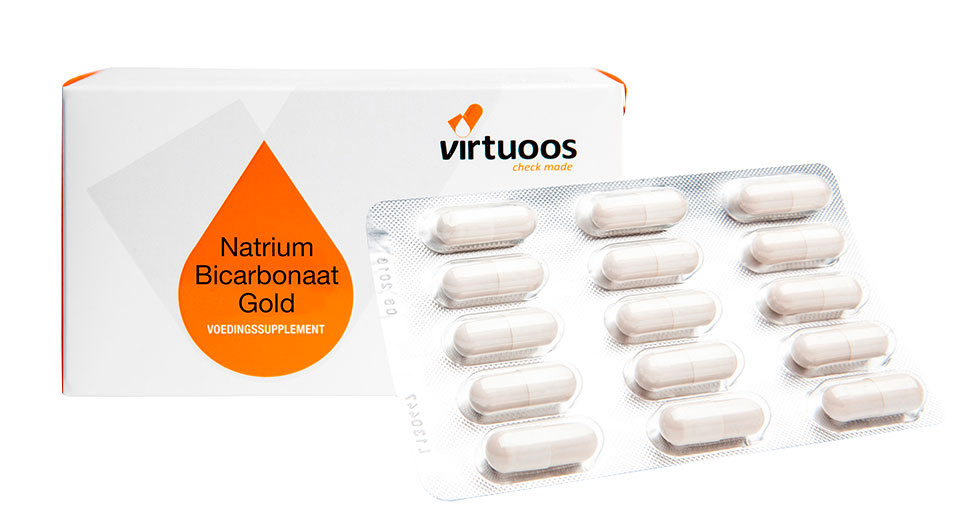 virtuoos
check made
Natrium
Bicarbonaat
Gold
VOEDINGSSUPPLEMENT